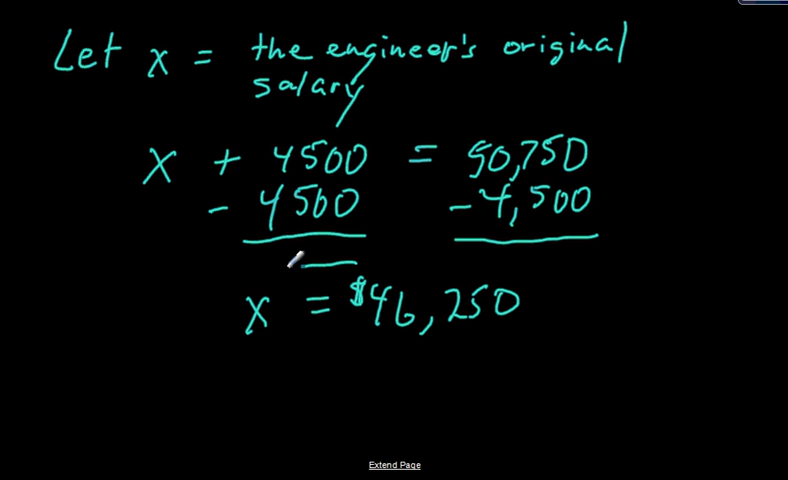 Let x = the engineer's original
salary
x + 4500 = 50,750
- 4500 - 4,500
x = $46,250
Extend Page